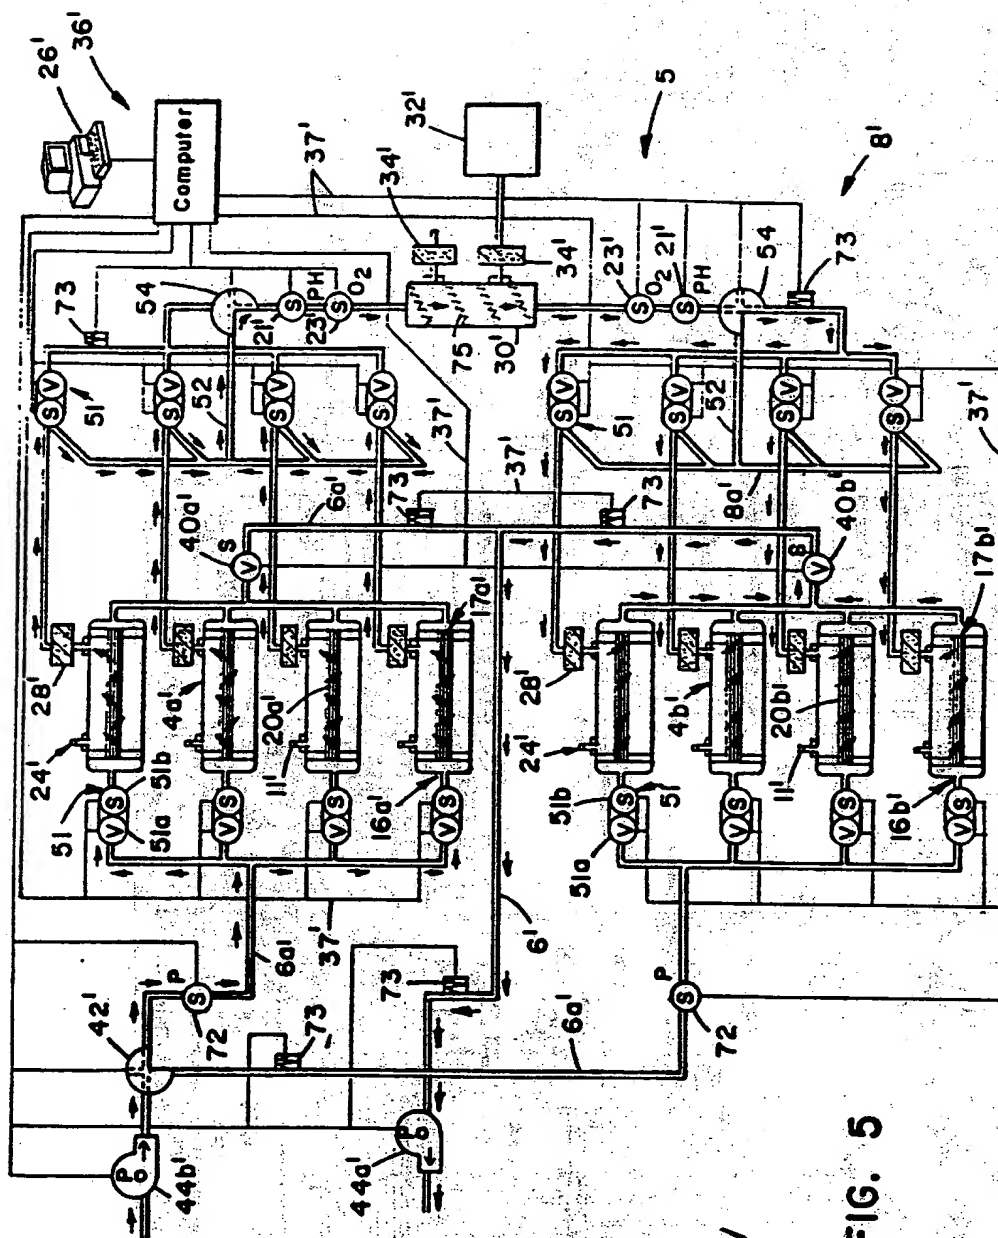 26'
36'
Computer
37'
34'
32'
5
8'
54
73
S
PH
21'
S
O2
23'
75
30'
34'
23'
S
O2
21'
S
PH
54
73
S V
51
S V
S V
S V
52
37'
S V
51
S V
S V
S V
52
8a'
37'
40a'
V
S
6a'
73
37'
73
V
S
40b'
28'
24'
4a'
20a'
11'
17a'
16a'
28'
24'
4b'
20b'
11'
17b'
16b'
51
51b
51a
V S
V S
V S
V S
51b
51
51a
V S
V S
V S
V S
37'
6a'
6'
P
S
72
42'
73
73
6a'
P
S
72
P
44b'
P
44a'
FIG. 5